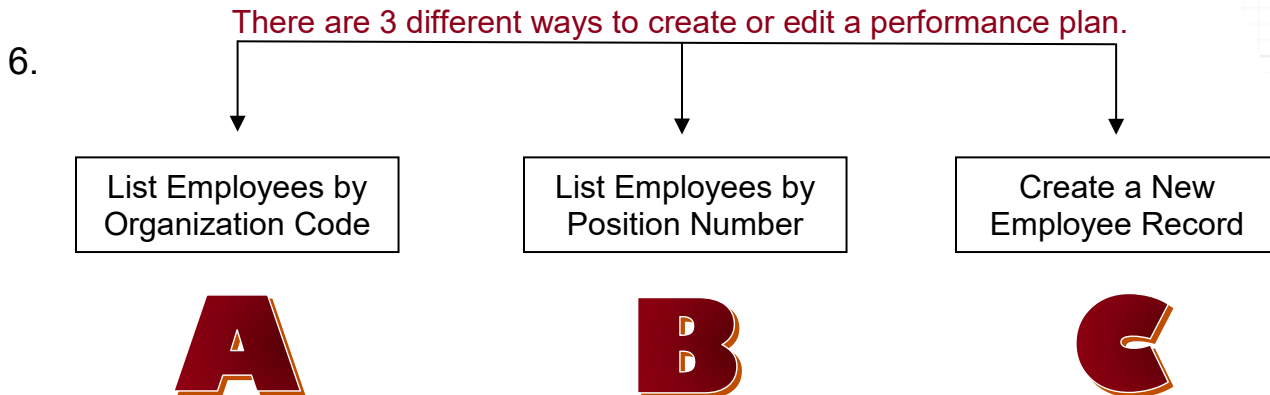 There are 3 different ways to create or edit a performance plan.
6.
List Employees by
Organization Code
List Employees by
Position Number
Create a New
Employee Record
A
B
C